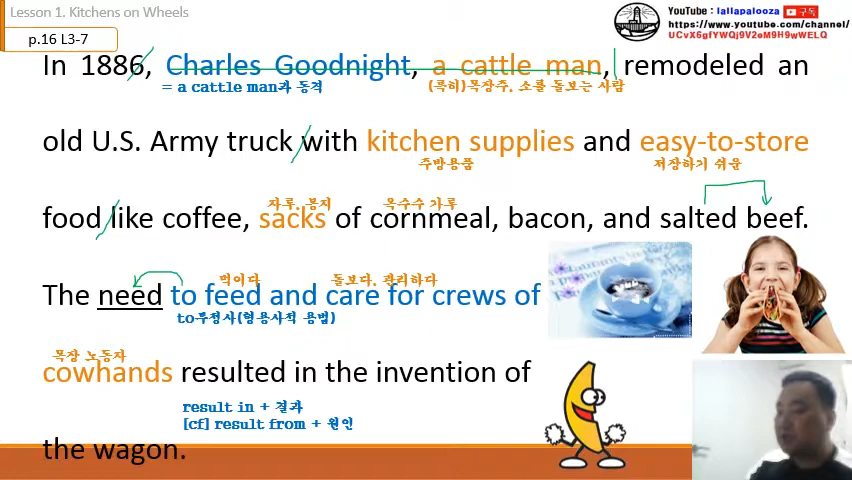 Lesson 1. Kitchens on Wheels
YouTube : lallapalooza 구독
https://www.youtube.com/channel/
UCvX6gfYWQj9V2eM9H9wWELQ
p.16 L3-7
In 1886, Charles Goodnight, a cattle man, remodeled an
= a cattle man과 동격
(특히)목장주. 소를 돌보는 사람
old U.S. Army truck with kitchen supplies and easy-to-store
주방용품
저장하기 쉬운
자루. 봉지
옥수수 가루
food like coffee, sacks of cornmeal, bacon, and salted beef.
먹이다
돌보다. 관리하다
The need to feed and care for crews of
to부정사(형용사적 용법)
목장 노동자
cowhands resulted in the invention of
result in + 결과
[cf] result from + 원인
the wagon.